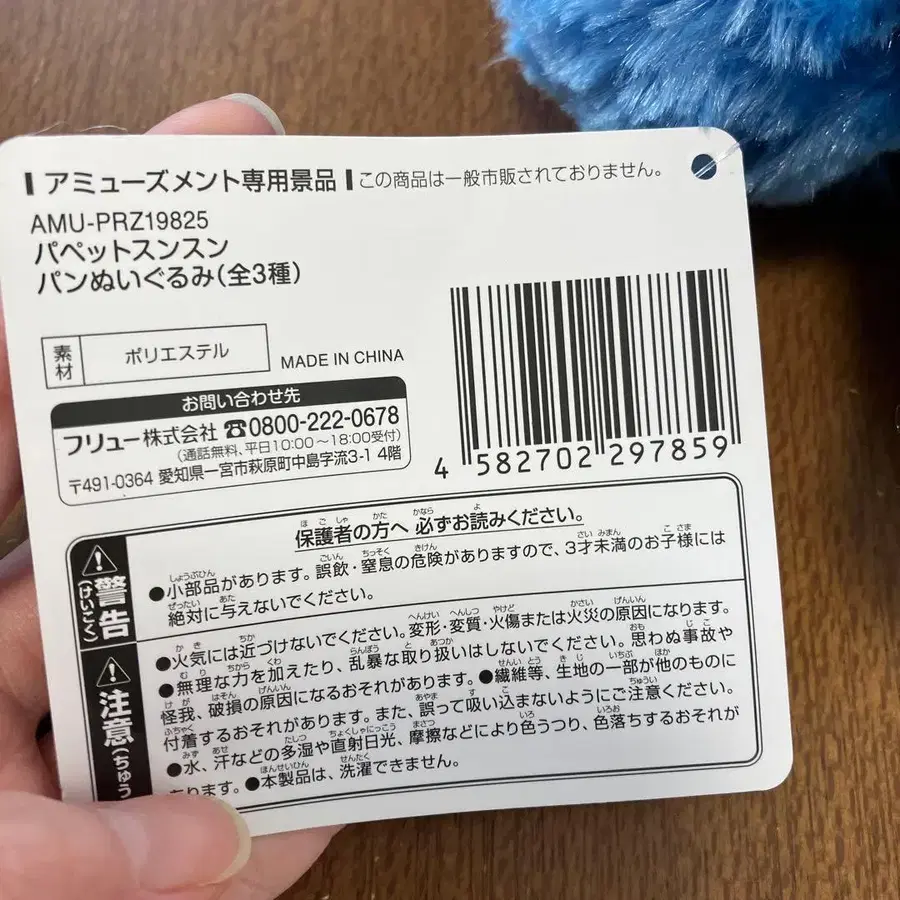 アミューズメント専用景品 この商品は一般市販されておりません。
AMU-PRZ19825
パペットスンスン
パンぬいぐるみ(全3種)
素材 ポリエステル MADE IN CHINA
お問い合わせ先
フリュー株式会社 ☎0800-222-0678
(通話無料、平日10:00～18:00受付)
〒491-0364 愛知県一宮市萩原町中島字流3-1 4階
4 582702 297859
保護者の方へ 必ずお読みください。
警告(けいこく)
●小部品があります。誤飲・窒息の危険がありますので、3才未満のお子様には
絶対に与えないでください。
注意(ちゅう
●火気には近づけないでください。変形・変質・火傷または火災の原因になります。
●無理な力を加えたり、乱暴な取り扱いはしないでください。思わぬ事故や
怪我、破損の原因になるおそれがあります。●繊維等、生地の一部が他のものに
付着するおそれがあります。また、誤って吸い込まないようにご注意ください。
●水、汗などの多湿や直射日光、摩擦などにより色うつり、色落ちするおそれが
あります。●本製品は、洗濯できません。